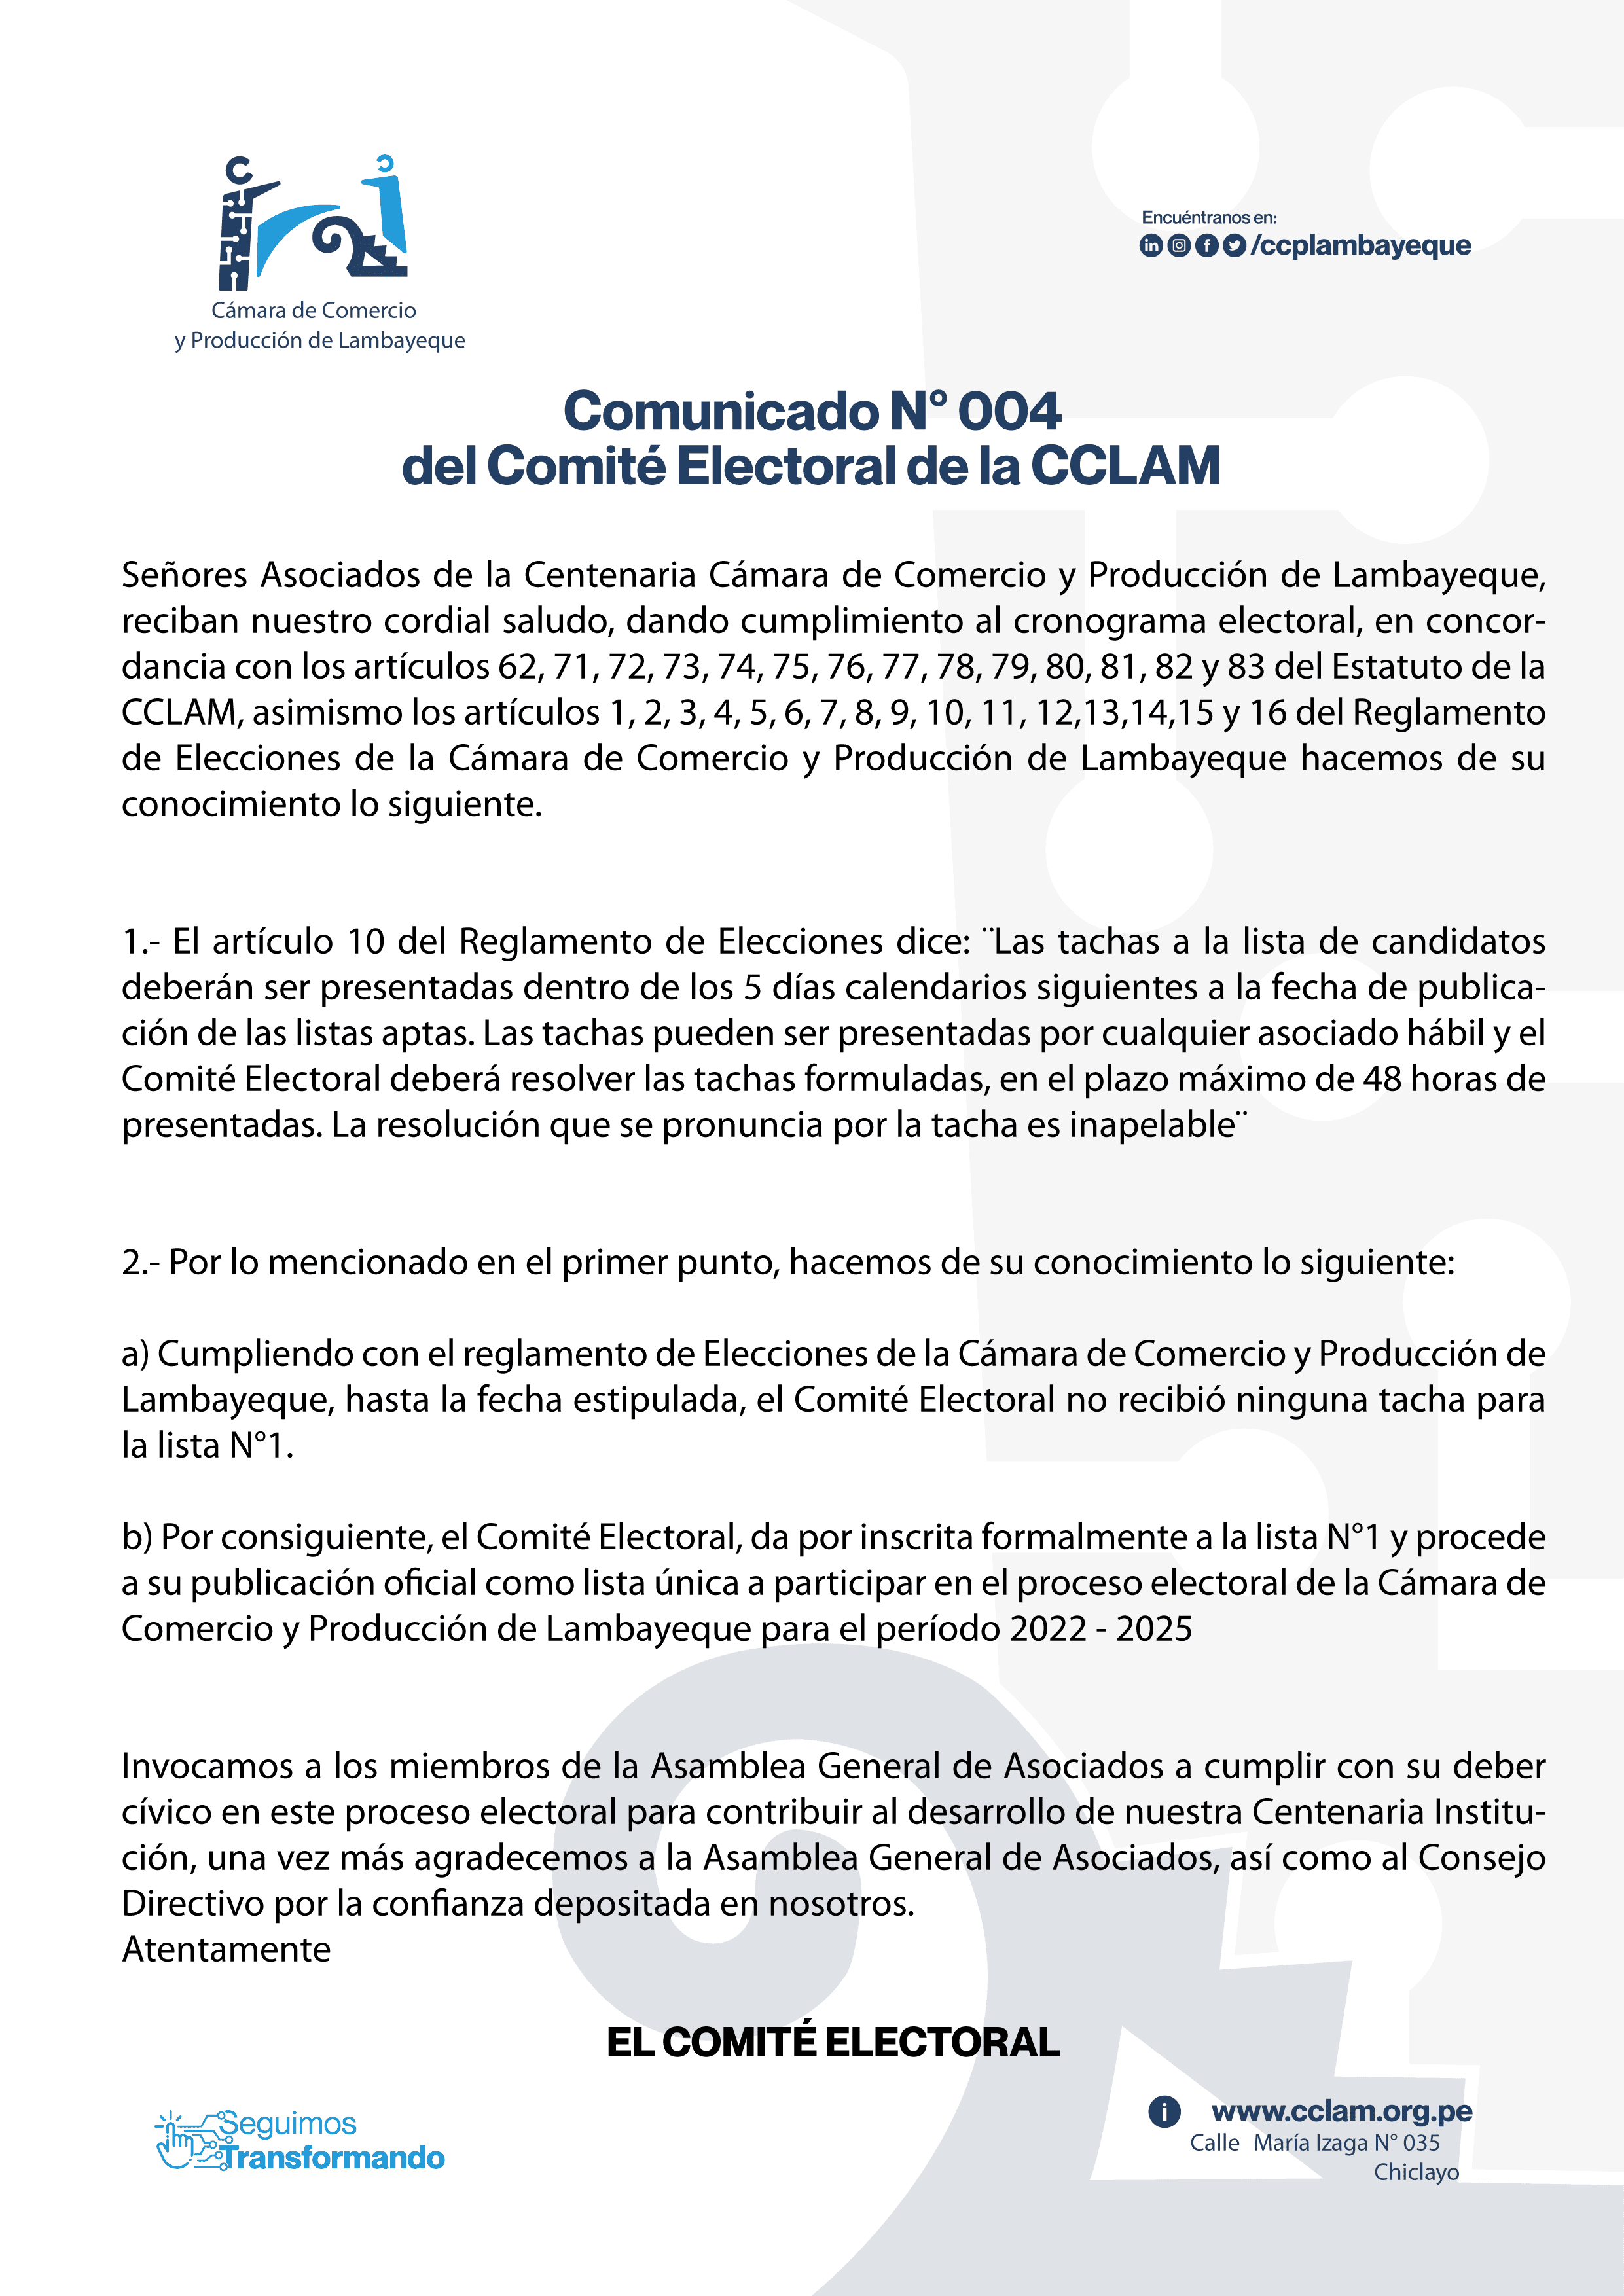 Cámara de Comercio
y Producción de Lambayeque
Encuéntranos en:
/ccplambayeque
Comunicado N° 004
del Comité Electoral de la CCLAM
Señores Asociados de la Centenaria Cámara de Comercio y Producción de Lambayeque,
reciban nuestro cordial saludo, dando cumplimiento al cronograma electoral, en concor-
dancia con los artículos 62, 71, 72, 73, 74, 75, 76, 77, 78, 79, 80, 81, 82 y 83 del Estatuto de la
CCLAM, asimismo los artículos 1, 2, 3, 4, 5, 6, 7, 8, 9, 10, 11, 12,13,14,15 y 16 del Reglamento
de Elecciones de la Cámara de Comercio y Producción de Lambayeque hacemos de su
conocimiento lo siguiente.
1.- El artículo 10 del Reglamento de Elecciones dice: ¨Las tachas a la lista de candidatos
deberán ser presentadas dentro de los 5 días calendarios siguientes a la fecha de publica-
ción de las listas aptas. Las tachas pueden ser presentadas por cualquier asociado hábil y el
Comité Electoral deberá resolver las tachas formuladas, en el plazo máximo de 48 horas de
presentadas. La resolución que se pronuncia por la tacha es inapelable¨
2.- Por lo mencionado en el primer punto, hacemos de su conocimiento lo siguiente:
a) Cumpliendo con el reglamento de Elecciones de la Cámara de Comercio y Producción de
Lambayeque, hasta la fecha estipulada, el Comité Electoral no recibió ninguna tacha para
la lista N°1.
b) Por consiguiente, el Comité Electoral, da por inscrita formalmente a la lista N°1 y procede
a su publicación oficial como lista única a participar en el proceso electoral de la Cámara de
Comercio y Producción de Lambayeque para el período 2022 - 2025
Invocamos a los miembros de la Asamblea General de Asociados a cumplir con su deber
cívico en este proceso electoral para contribuir al desarrollo de nuestra Centenaria Institu-
ción, una vez más agradecemos a la Asamblea General de Asociados, así como al Consejo
Directivo por la confianza depositada en nosotros.
Atentamente
EL COMITÉ ELECTORAL
Seguimos
Transformando
www.cclam.org.pe
Calle María Izaga N° 035
Chiclayo